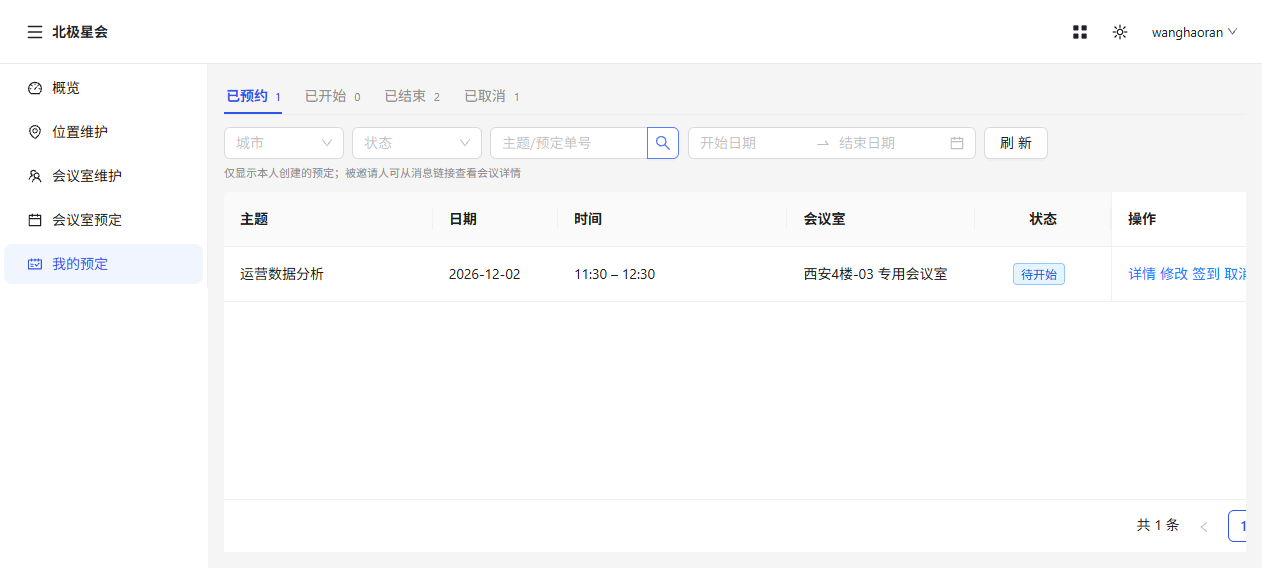 北极星会
wanghaoran
概览
位置维护
会议室维护
会议室预定
我的预定
已预约 1 已开始 0 已结束 2 已取消 1
城市 状态 主题/预定单号 开始日期 结束日期 刷 新
仅显示本人创建的预定；被邀请人可从消息链接查看会议详情
主题 日期 时间 会议室 状态 操作
运营数据分析 2026-12-02 11:30 – 12:30 西安4楼-03 专用会议室 待开始 详情 修改 签到 取消
共 1 条 1